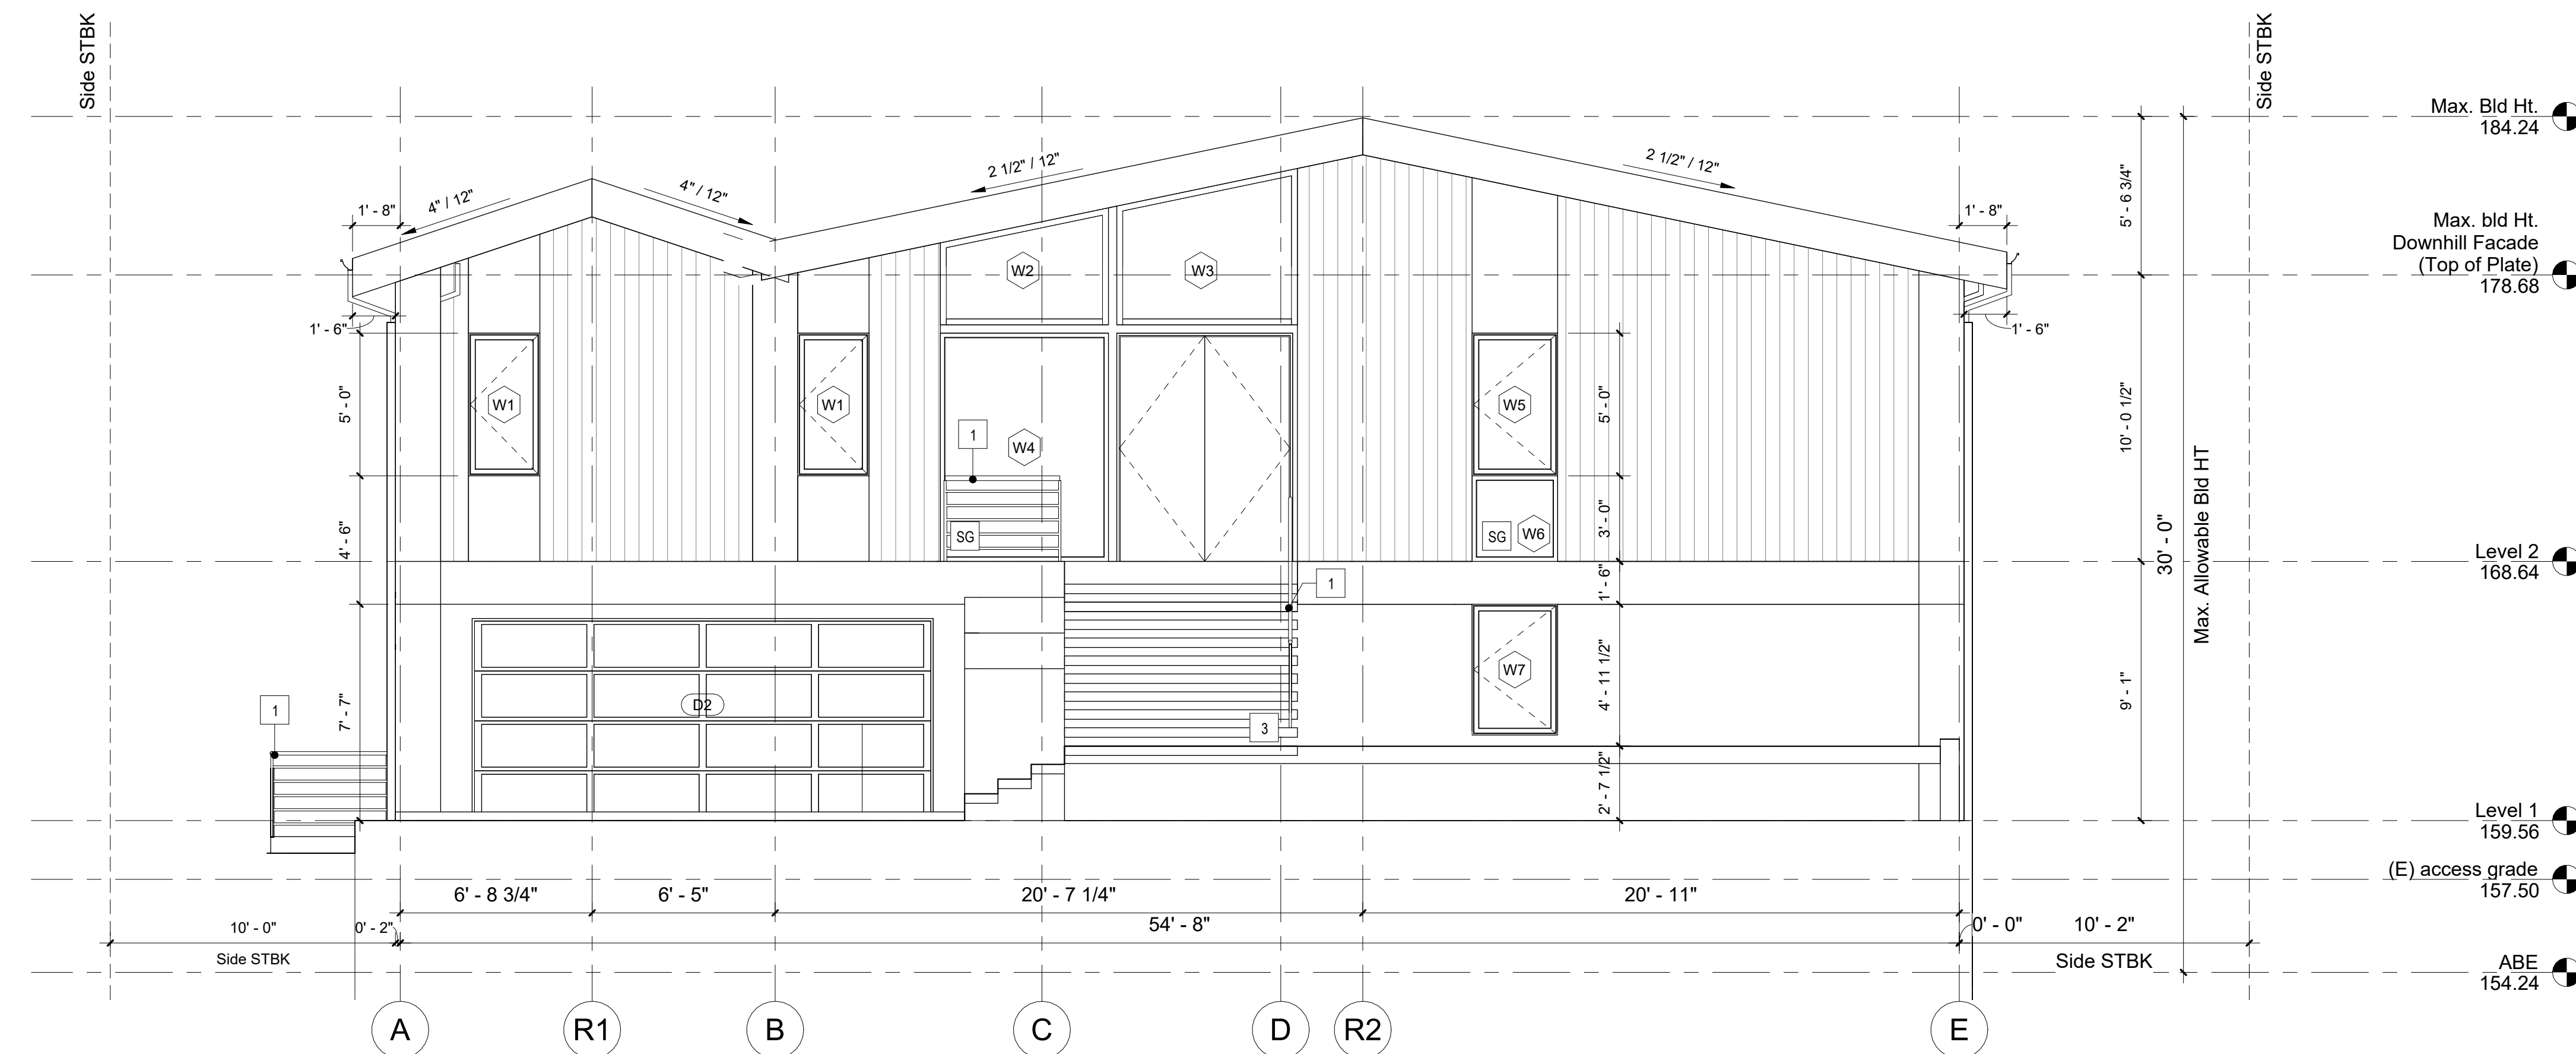 Side STBK
Side STBK
Max. Bld Ht.
184.24
2 1/2" / 12"
2 1/2" / 12"
4" / 12"
4" / 12"
1' - 8"
1' - 8"
5' - 6 3/4"
Max. bld Ht.
Downhill Facade
(Top of Plate)
178.68
W2
W3
1' - 6"
1' - 6"
5' - 0"
W1
W1
W4
1
W5
5' - 0"
10' - 0 1/2"
Max. Allowable Bld HT
30' - 0"
4' - 6"
SG
SG
W6
3' - 0"
Level 2
168.64
1
1' - 6"
7' - 7"
D2
W7
4' - 11 1/2"
9' - 1"
1
3
2' - 7 1/2"
Level 1
159.56
(E) access grade
157.50
6' - 8 3/4"
6' - 5"
20' - 7 1/4"
20' - 11"
10' - 0"
0' - 2"
54' - 8"
0' - 0"
10' - 2"
Side STBK
Side STBK
ABE
154.24
A
R1
B
C
D
R2
E